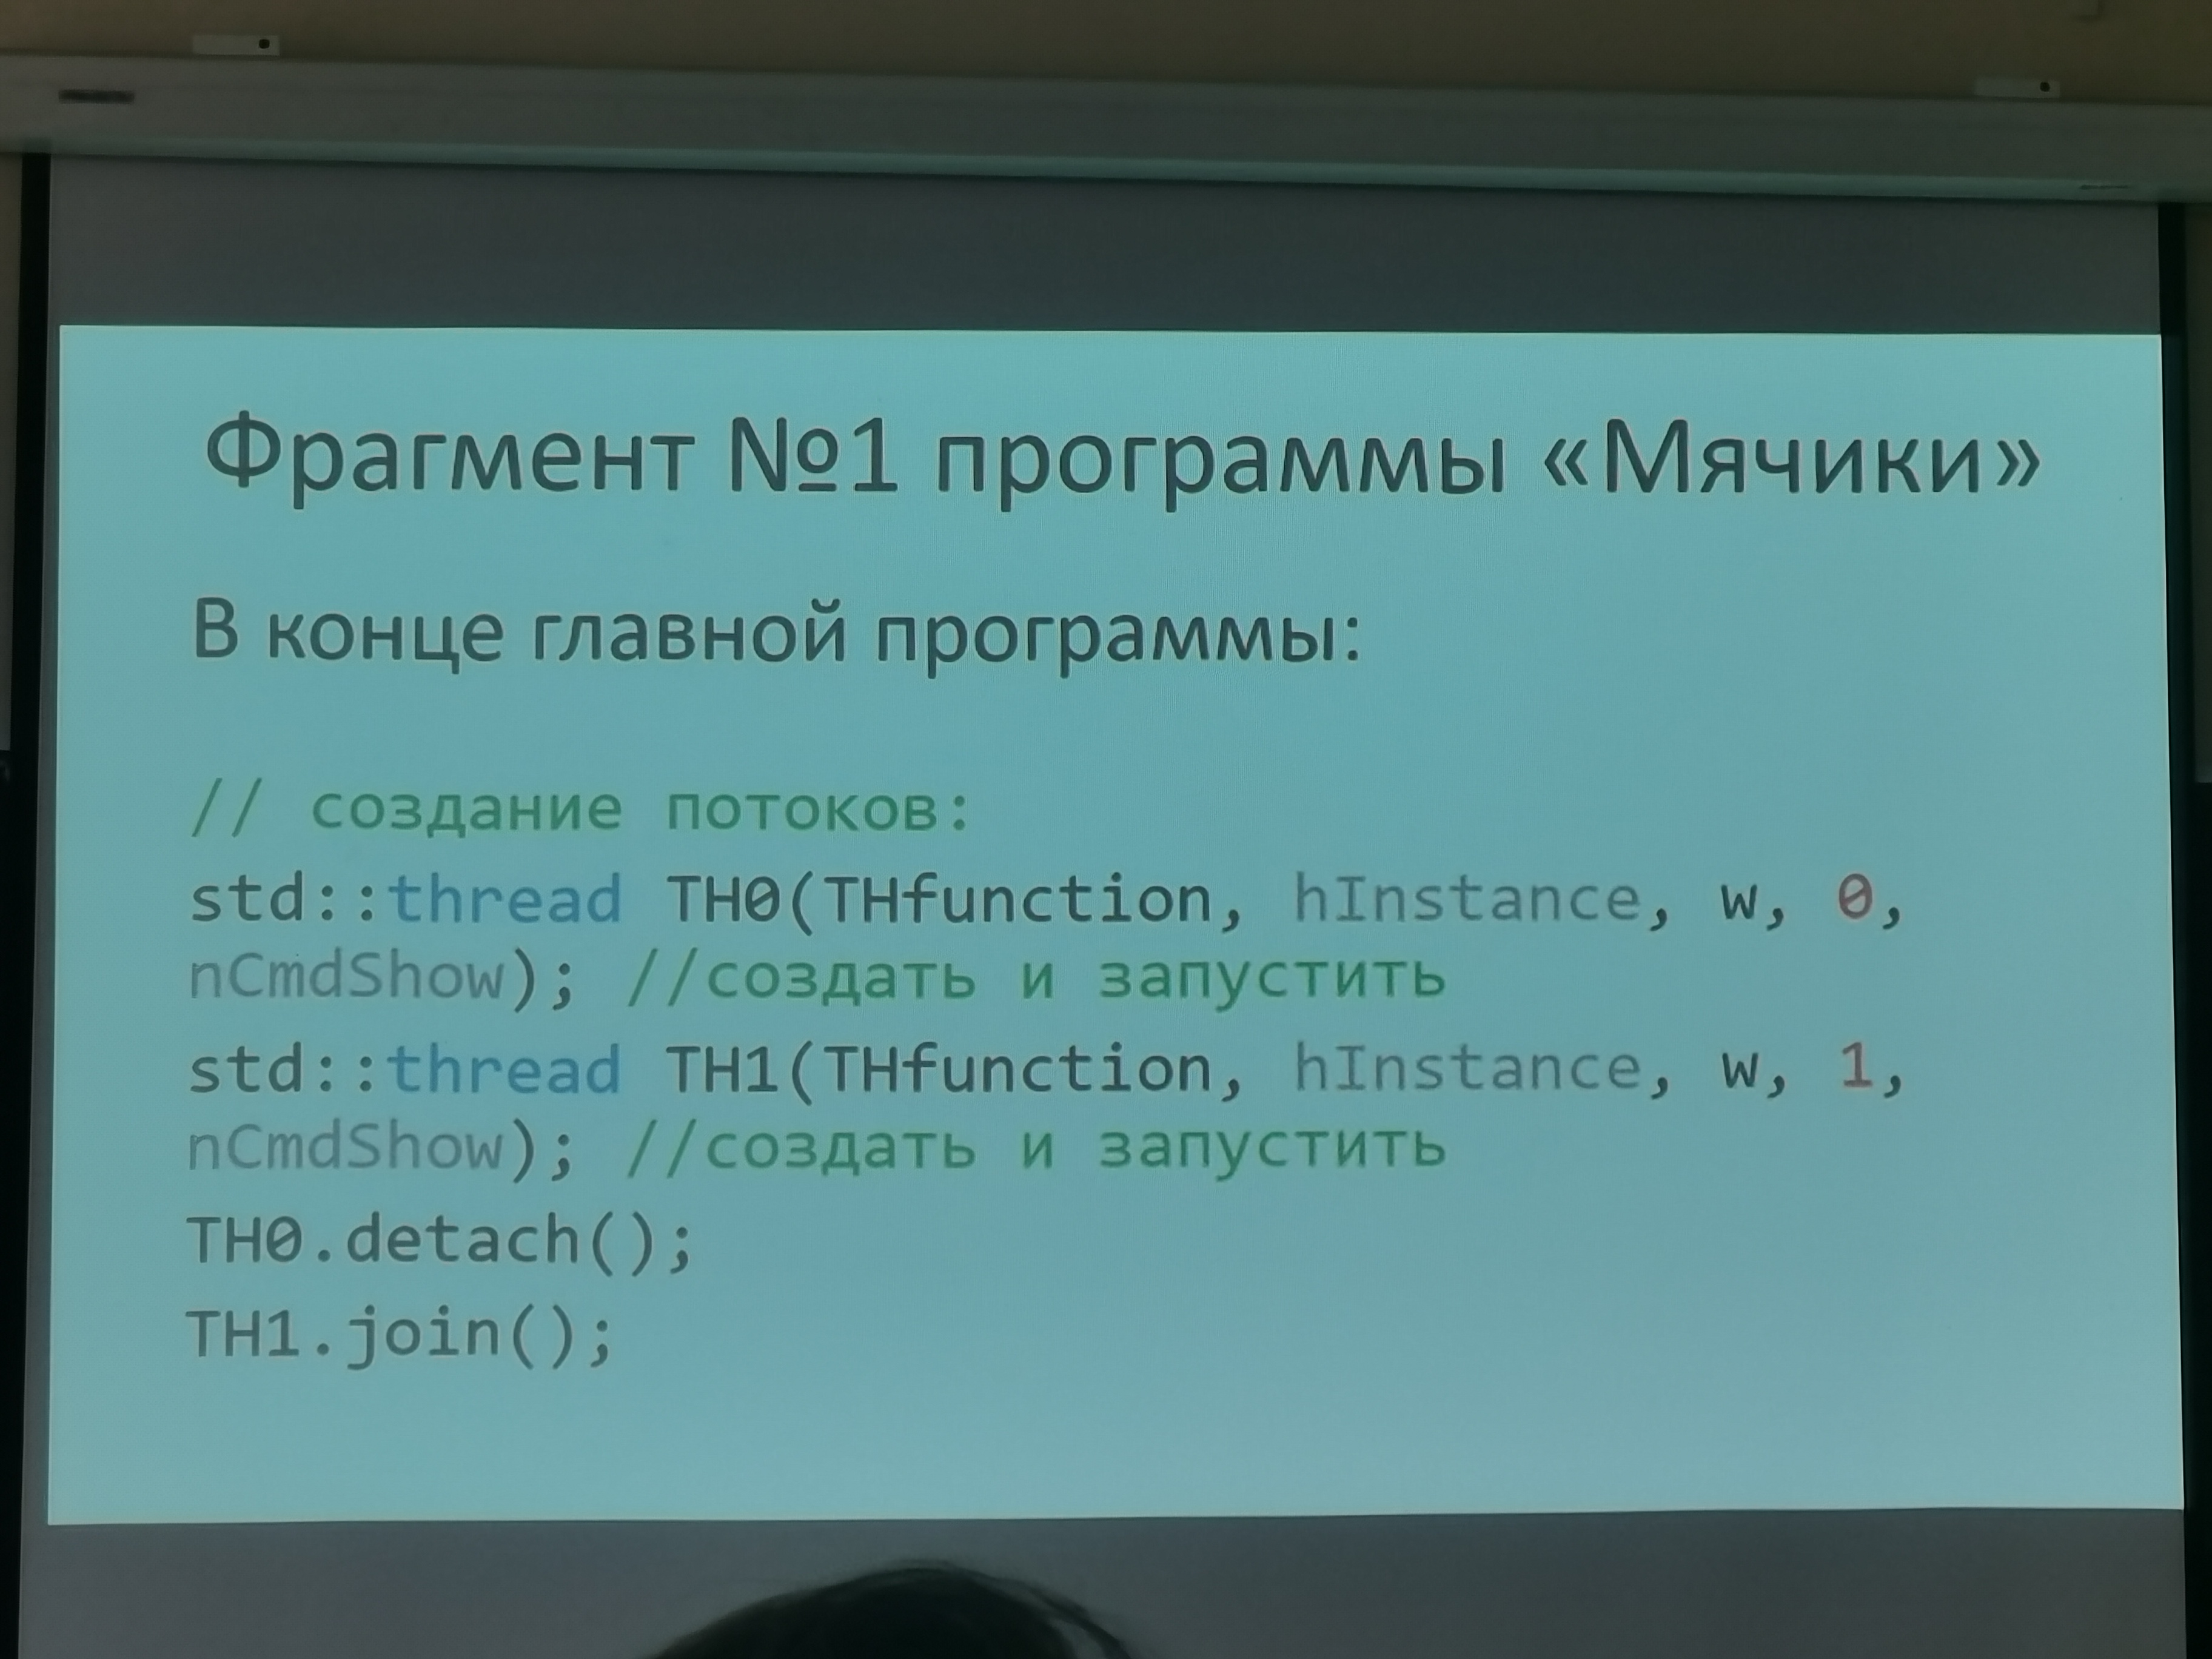 Фрагмент №1 программы «Мячики»
В конце главной программы:
// создание потоков:
std::thread TH0(THfunction, hInstance, w, 0,
nCmdShow); //создать и запустить
std::thread TH1(THfunction, hInstance, w, 1,
nCmdShow); //создать и запустить
TH0.detach();
TH1.join();